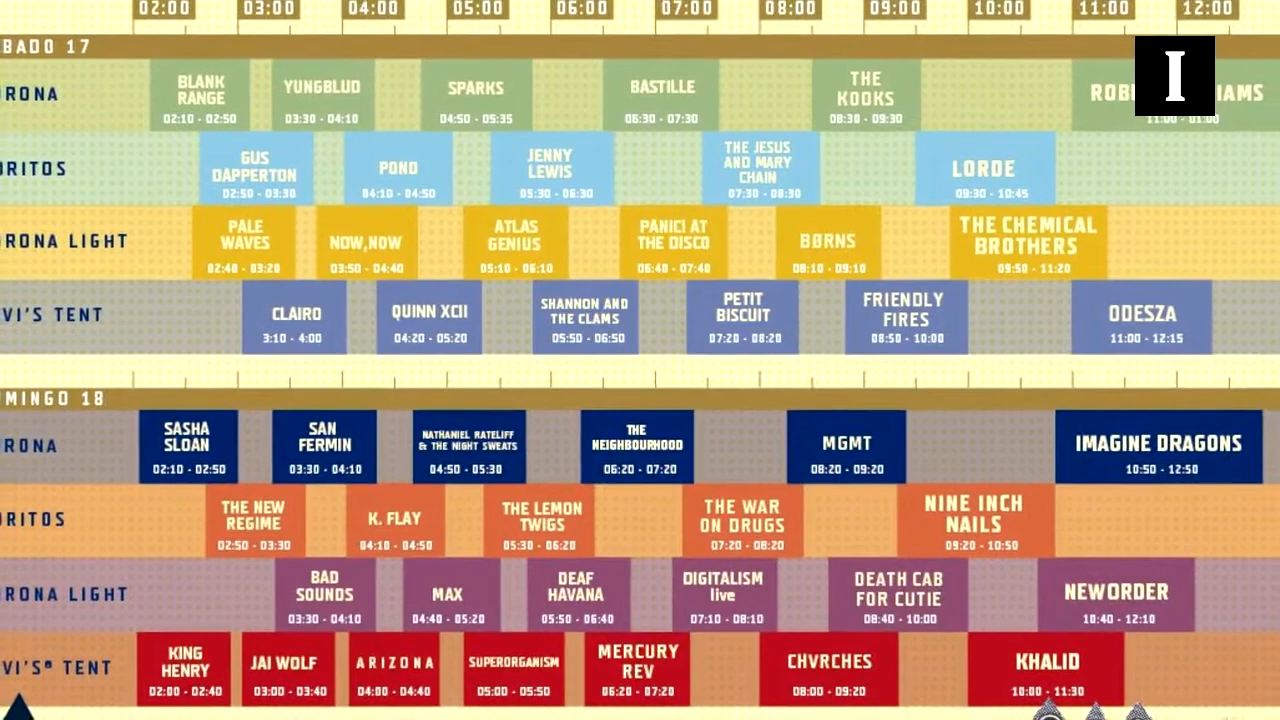 02:00 03:00 04:00 05:00 06:00 07:00 08:00 09:00 10:00 11:00 12:00
BADO 17
I
RONA
BLANK
RANGE
02:10 - 02:50
YUNGBLUD
03:30 - 04:10
SPARKS
04:50 - 05:35
BASTILLE
06:30 - 07:30
THE
KOOKS
08:30 - 09:30
ROB IAMS
11:00 - 01:00
ORITOS
GUS
DAPPERTON
02:50 - 03:30
POND
04:10 - 04:50
JENNY
LEWIS
05:30 - 06:30
THE JESUS
AND MARY
CHAIN
07:30 - 08:30
LORDE
09:30 - 10:45
ORONA LIGHT
PALE
WAVES
02:40 - 03:20
NOW,NOW
03:50 - 04:40
ATLAS
GENIUS
05:10 - 06:10
PANIC! AT
THE DISCO
06:40 - 07:40
BØRNS
08:10 - 09:10
THE CHEMICAL
BROTHERS
09:50 - 11:20
VI'S TENT
CLAIRO
3:10 - 4:00
QUINN XCII
04:20 - 05:20
SHANNON AND
THE CLAMS
05:50 - 06:50
PETIT
BISCUIT
07:20 - 08:20
FRIENDLY
FIRES
08:50 - 10:00
ODESZA
11:00 - 12:15
MINGO 18
ORONA
SASHA
SLOAN
02:10 - 02:50
SAN
FERMIN
03:30 - 04:10
NATHANIEL RATELIFF
& THE NIGHT SWEATS
04:50 - 05:30
THE
NEIGHBOURHOOD
06:20 - 07:20
MGMT
08:20 - 09:20
IMAGINE DRAGONS
10:50 - 12:50
ORITOS
THE NEW
REGIME
02:50 - 03:30
K. FLAY
04:10 - 04:50
THE LEMON
TWIGS
05:30 - 06:20
THE WAR
ON DRUGS
07:20 - 08:20
NINE INCH
NAILS
09:20 - 10:50
ORONA LIGHT
BAD
SOUNDS
03:30 - 04:10
MAX
04:40 - 05:20
DEAF
HAVANA
05:50 - 06:40
DIGITALISM
live
07:10 - 08:10
DEATH CAB
FOR CUTIE
08:40 - 10:00
NEWORDER
10:40 - 12:10
VI'S® TENT
KING
HENRY
02:00 - 02:40
JAI WOLF
03:00 - 03:40
ARIZONA
04:00 - 04:40
SUPERORGANISM
05:00 - 05:50
MERCURY
REV
06:20 - 07:20
CHVRCHES
08:00 - 09:20
KHALID
10:00 - 11:30